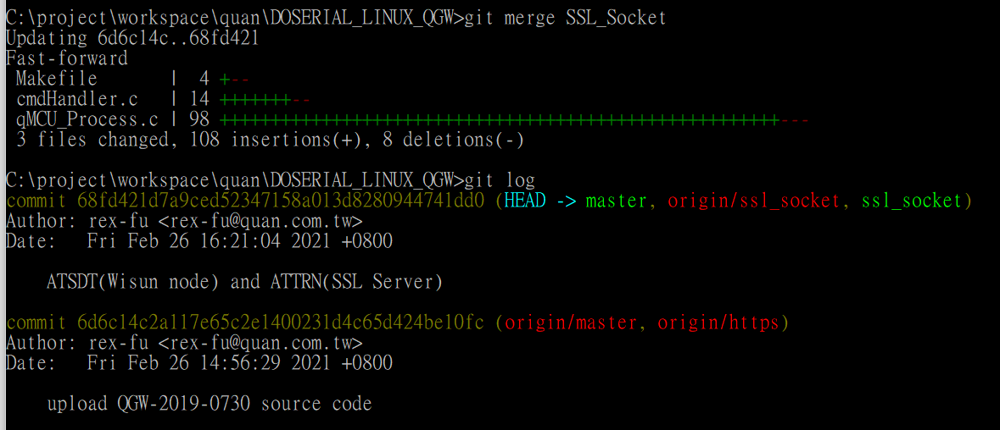 C:\project\workspace\quan\DOSERIAL_LINUX_QGW>git merge SSL_Socket
Updating 6d6c14c..68fd421
Fast-forward
 Makefile       |  4 +--
 cmdHandler.c   | 14 +++++++--
 qMCU_Process.c | 98 +++++++++++++++++++++++++++++++++++++++++++++++++++++++---
 3 files changed, 108 insertions(+), 8 deletions(-)
C:\project\workspace\quan\DOSERIAL_LINUX_QGW>git log
commit 68fd421d7a9ced52347158a013d8280944741dd0 (HEAD -> master, origin/ssl_socket, ssl_socket)
Author: rex-fu <rex-fu@quan.com.tw>
Date:   Fri Feb 26 16:21:04 2021 +0800
    ATSDT(Wisun node) and ATTRN(SSL Server)
commit 6d6c14c2a117e65c2e1400231d4c65d424be10fc (origin/master, origin/https)
Author: rex-fu <rex-fu@quan.com.tw>
Date:   Fri Feb 26 14:56:29 2021 +0800
    upload QGW-2019-0730 source code